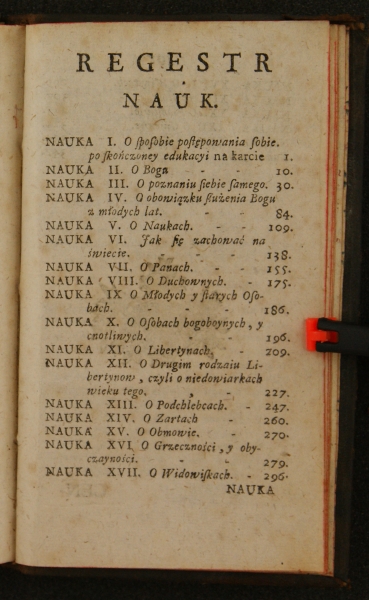 REGESTR
NAUK.
NAUKA I. O ſpoſobie poſtępowania ſobie.
po ſkończoney edukacyi na karcie 1.
NAUKA II. O Bogu - - 10.
NAUKA III. O poznaniu ſiebie ſamego. 30.
NAUKA IV. O obowiązku ſłużenia Bogu
z młodych lat. - - 84.
NAUKA V. O Naukach. - - 109.
NAUKA VI. Jak ſię zachować na
świecie. - - - 138.
NAUKA VII. O Panach. - - 155.
NAUKA VIII. O Duchownych. - 175.
NAUKA IX O Młodych y ſtarych Oſo-
bach. - - - - 186.
NAUKA X. O Oſobach bogoboynych, y
cnotliwych. - - - 196.
NAUKA XI. O Libertynach. - 209.
NAUKA XII. O Drugim rodzaiu Li-
bertynow, czyli o niedowiarkach
wieku tego. , - 227.
NAUKA XIII. O Podchlebcach. - 247.
NAUKA XIV. O Zartach - 260.
NAUKA XV. O Obmowie. - 270.
NAUKA XVI O Grzeczności, y oby-
czayności. - - 279.
NAUKA XVII. O Widowiſkach. - 296.
NAUKA